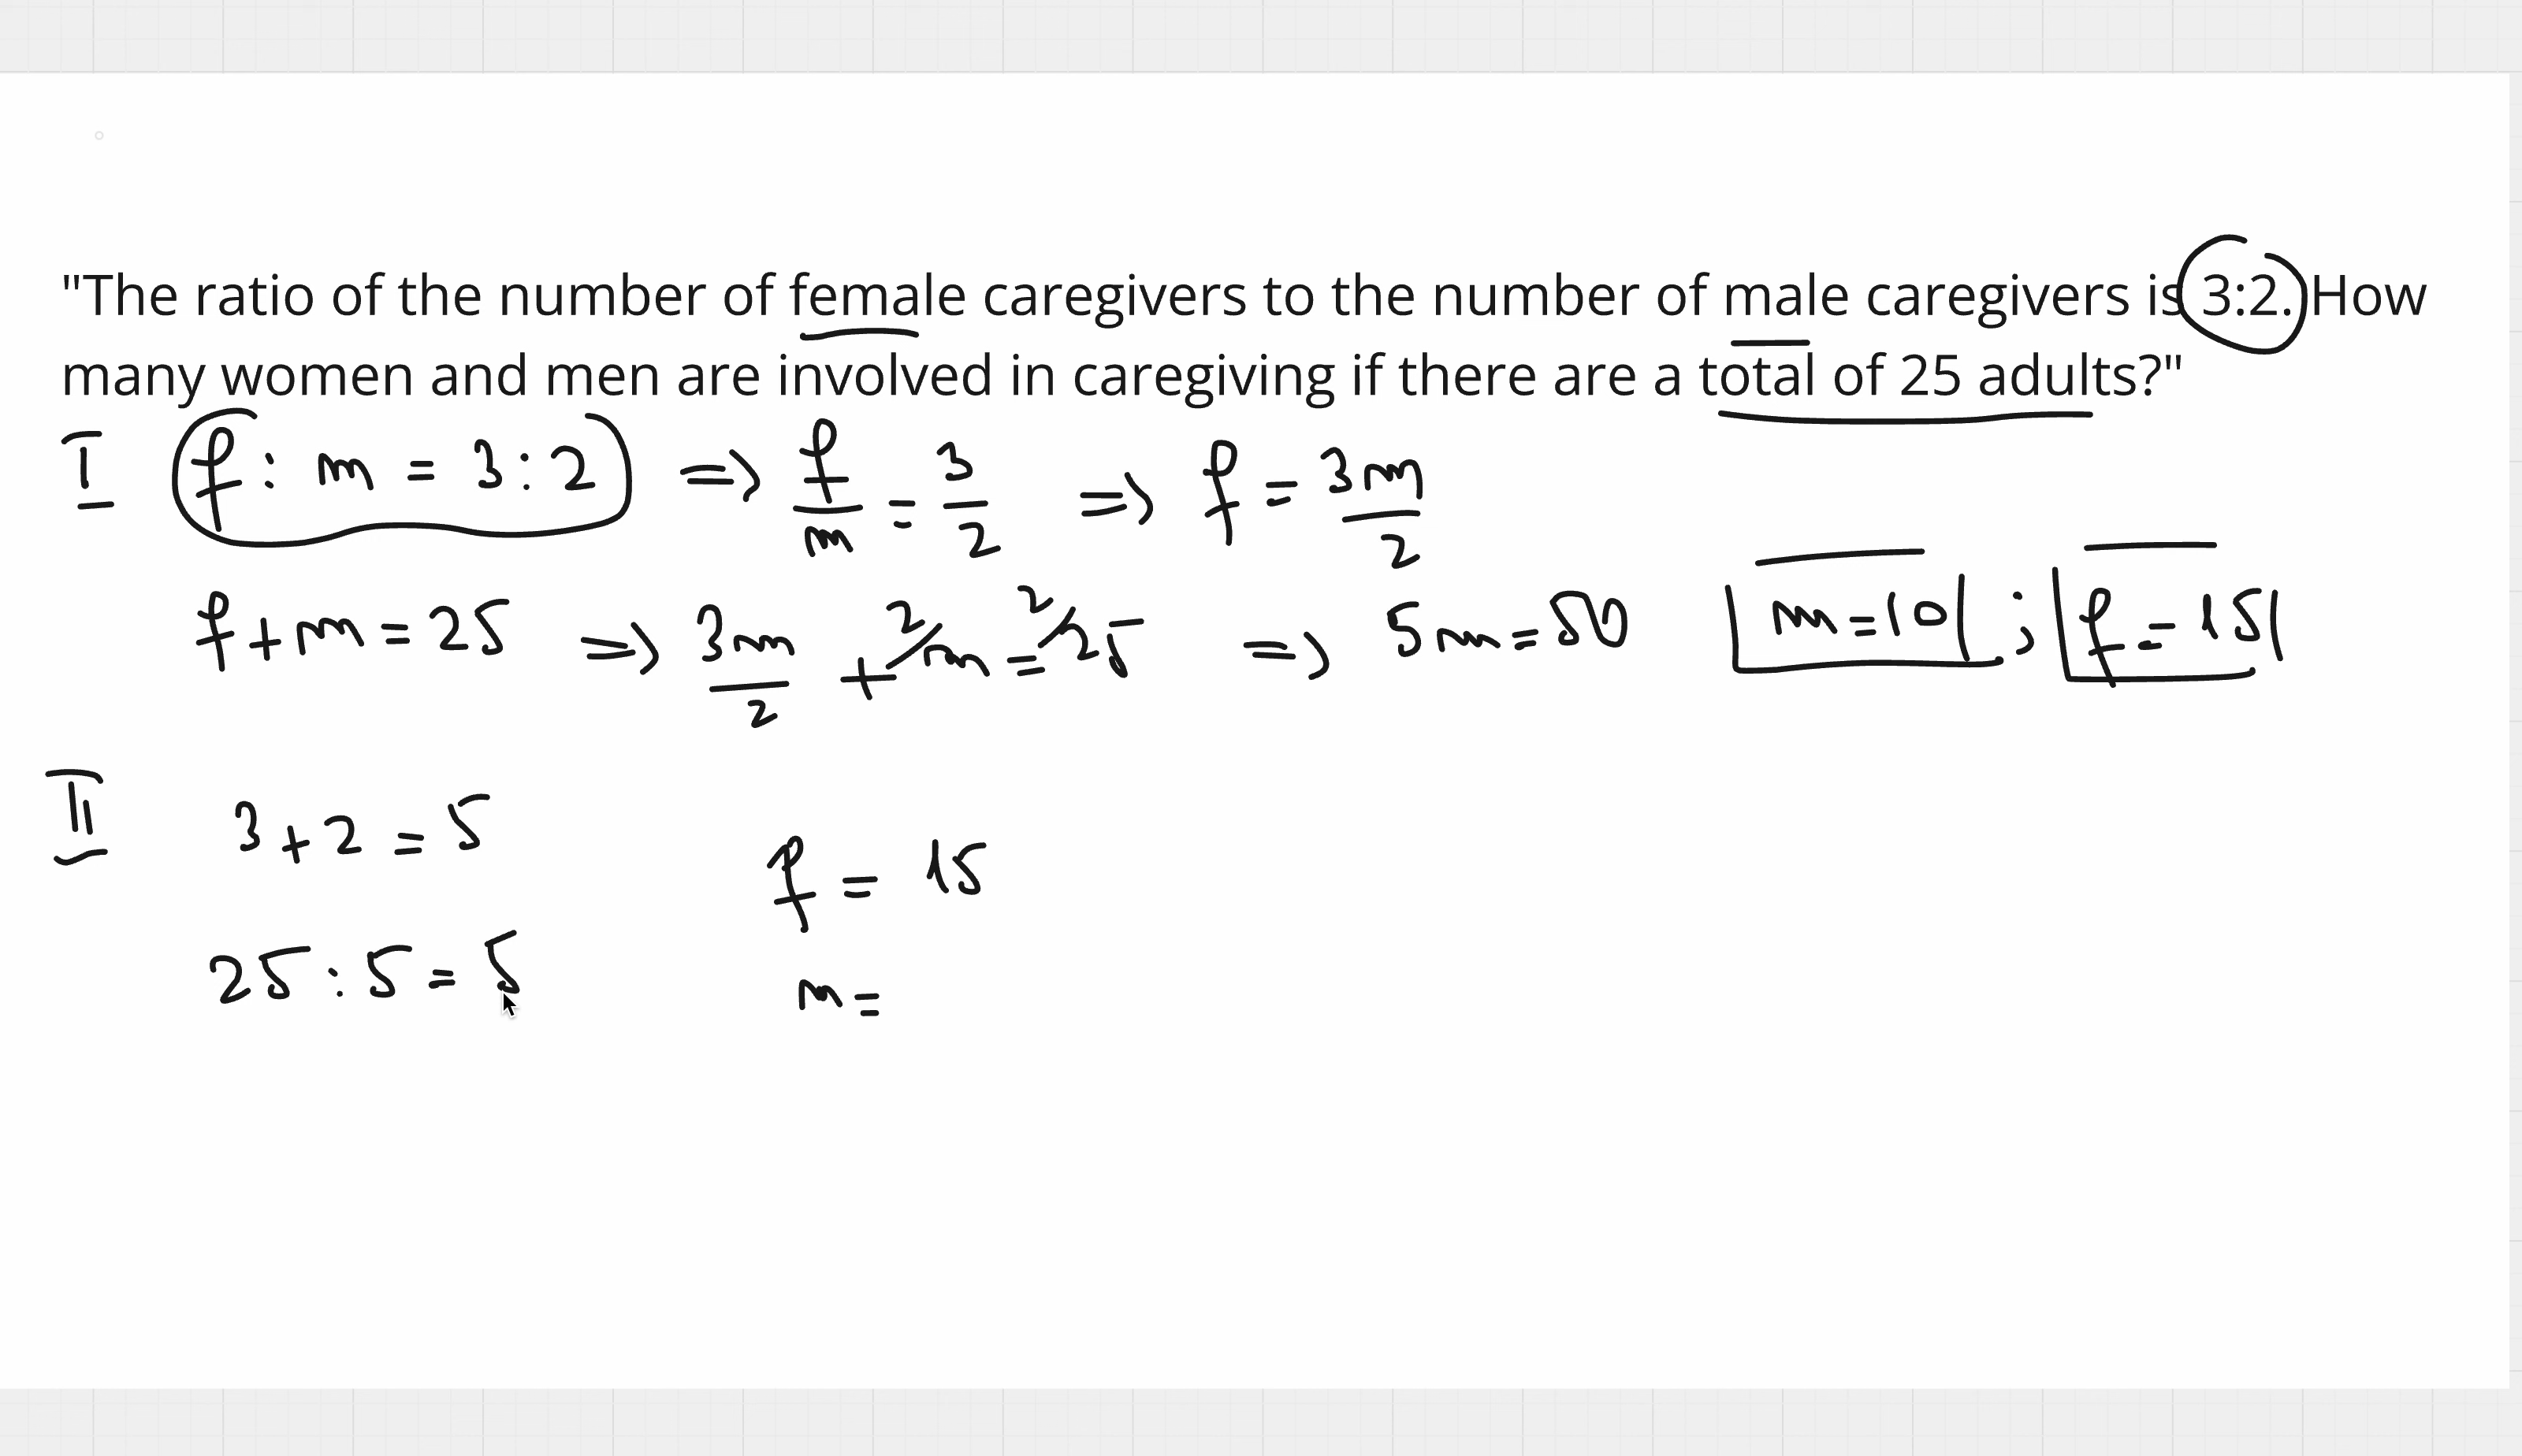 "The ratio of the number of female caregivers to the number of male caregivers is 3:2. How
many women and men are involved in caregiving if there are a total of 25 adults?"
I f : m = 3 : 2 => f/m = 3/2 => f = 3m/2
f + m = 25 => 3m/2 + 2/m = 2/25 => 5m = 50 m = 10 ; f = 15
II 3 + 2 = 5
f = 15
25 : 5 = 5
m =